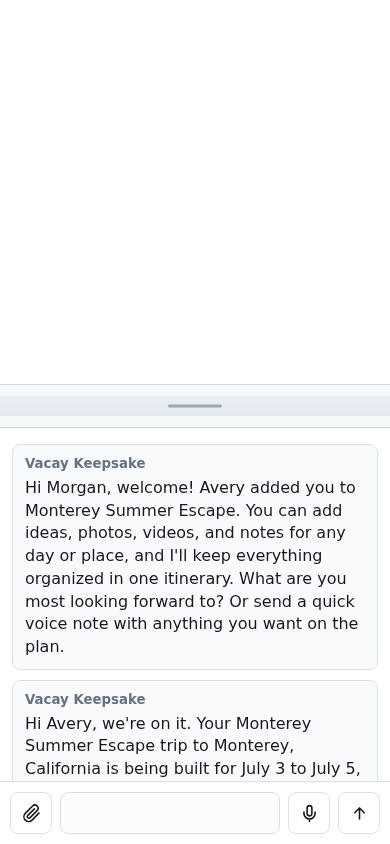 Vacay Keepsake
Hi Morgan, welcome! Avery added you to
Monterey Summer Escape. You can add
ideas, photos, videos, and notes for any
day or place, and I'll keep everything
organized in one itinerary. What are you
most looking forward to? Or send a quick
voice note with anything you want on the
plan.
Vacay Keepsake
Hi Avery, we're on it. Your Monterey
Summer Escape trip to Monterey,
California is being built for July 3 to July 5,